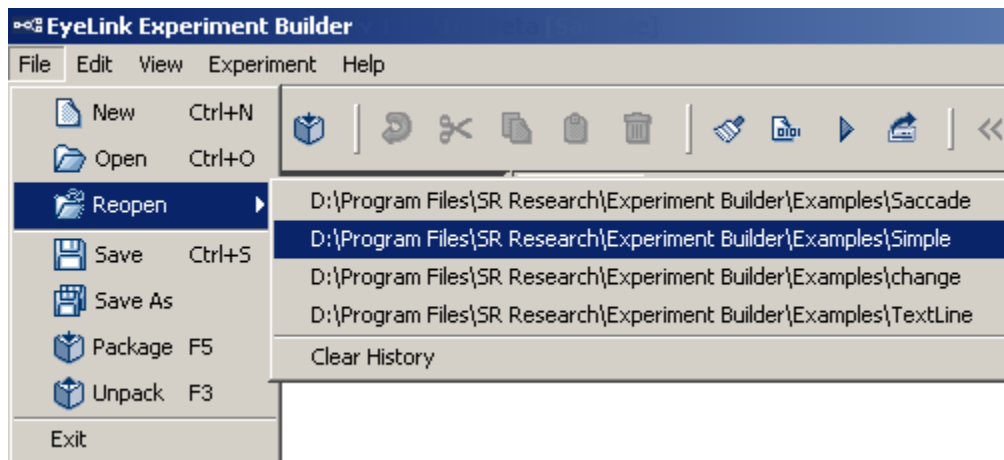 EyeLink Experiment Builder
File Edit View Experiment Help
New Ctrl+N
Open Ctrl+O
Reopen
D:\Program Files\SR Research\Experiment Builder\Examples\Saccade
D:\Program Files\SR Research\Experiment Builder\Examples\Simple
D:\Program Files\SR Research\Experiment Builder\Examples\change
D:\Program Files\SR Research\Experiment Builder\Examples\TextLine
Clear History
Save Ctrl+S
Save As
Package F5
Unpack F3
Exit